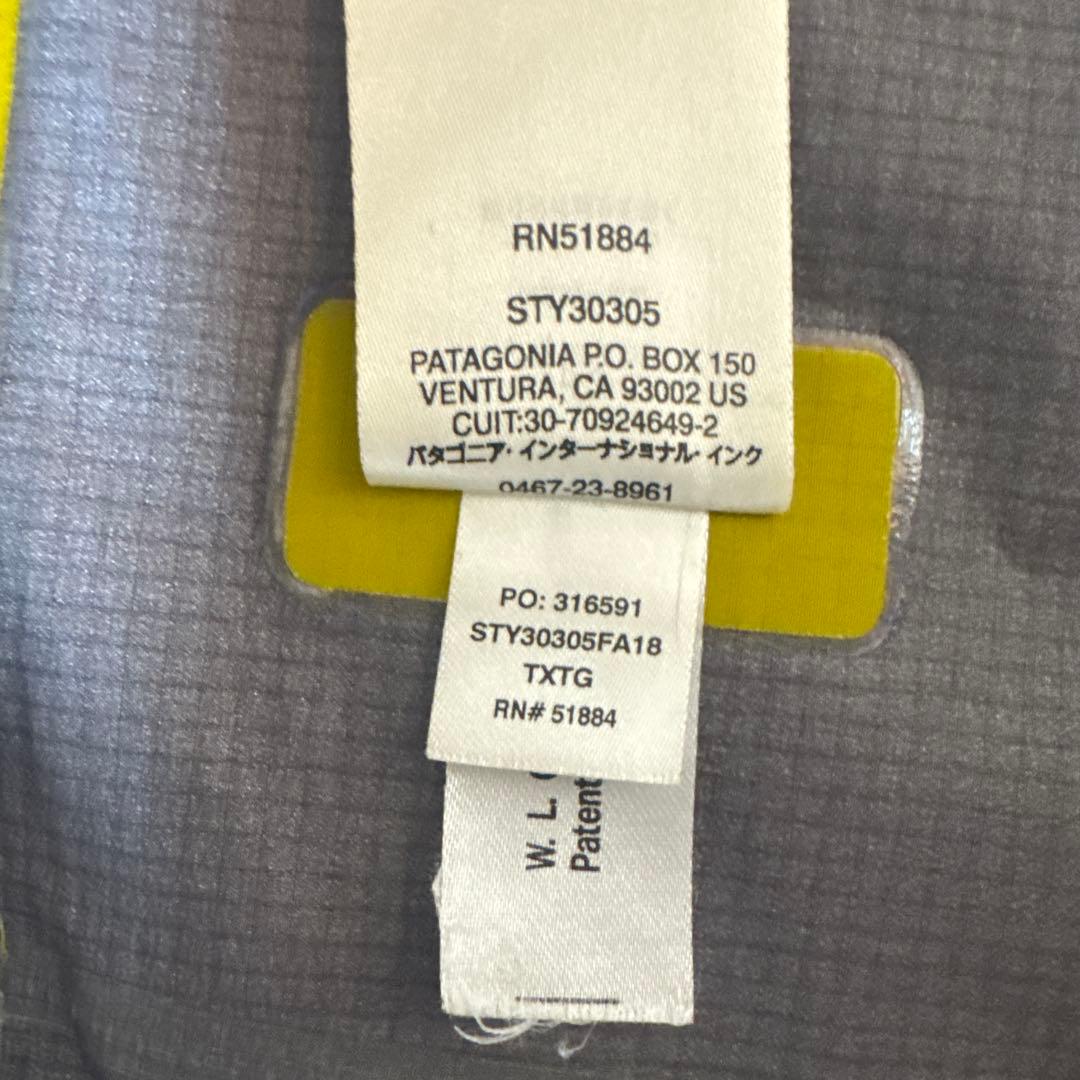 RN51884
STY30305
PATAGONIA P.O. BOX 150
VENTURA, CA 93002 US
CUIT:30-70924649-2
パタゴニア・インターナショナル・インク
0467-23-8961
PO: 316591
STY30305FA18
TXTG
RN# 51884
W. L.
Patent